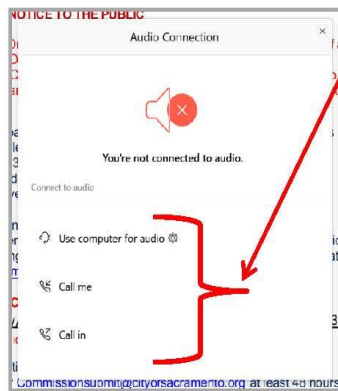 NOTICE TO THE PUBLIC
Audio Connection
You're not connected to audio.
Connect to audio
Use computer for audio
Call me
Call in
Commissionsubmit@cityofsacramento.org at least 48 hours